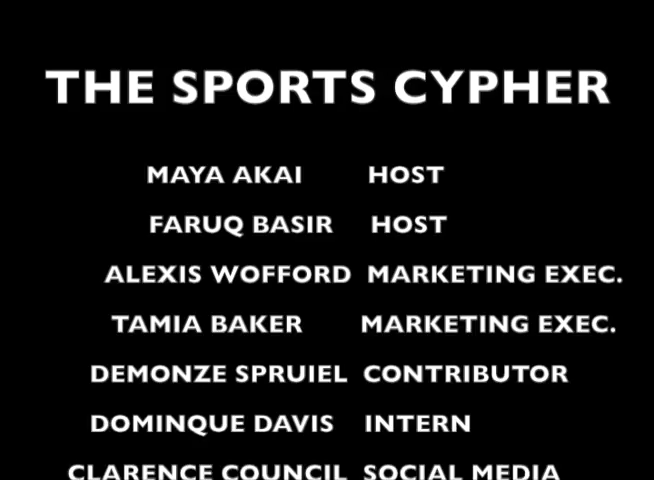 THE SPORTS CYPHER
MAYA AKAI HOST
FARUQ BASIR HOST
ALEXIS WOFFORD MARKETING EXEC.
TAMIA BAKER MARKETING EXEC.
DEMONZE SPRUIEL CONTRIBUTOR
DOMINQUE DAVIS INTERN
CLARENCE COUNCIL SOCIAL MEDIA